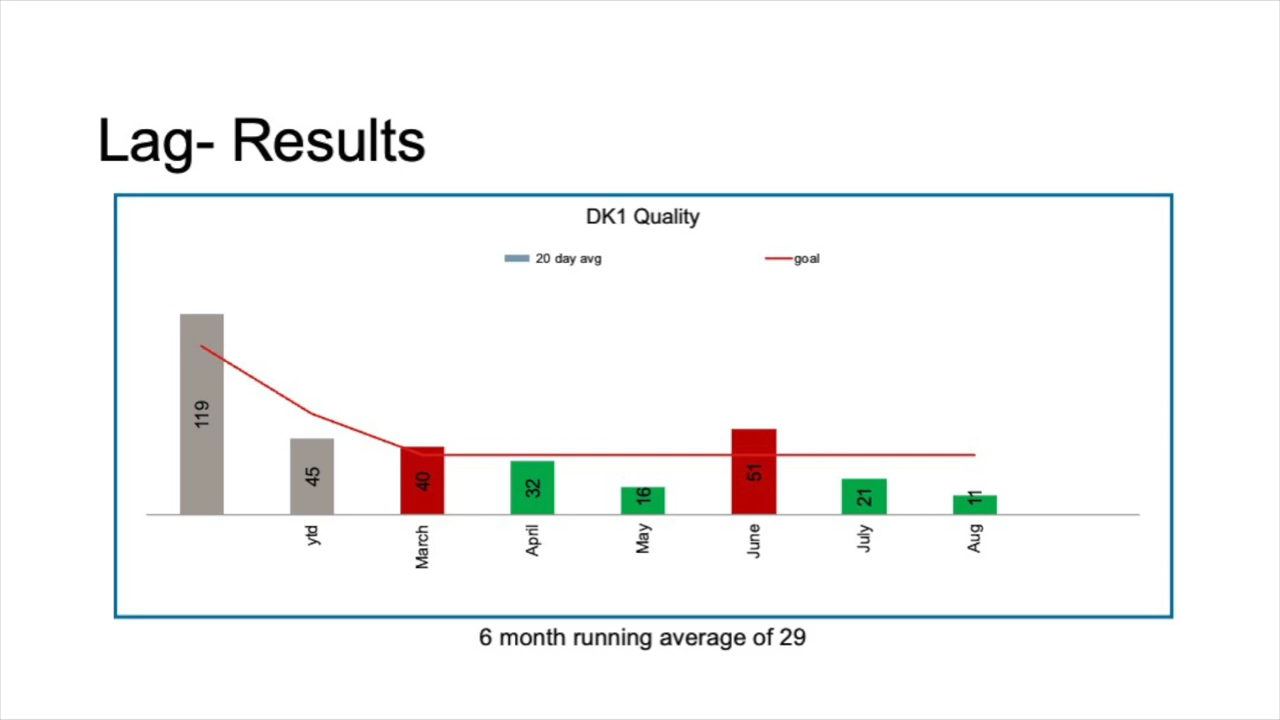 Lag- Results
DK1 Quality
20 day avg
goal
119
45
40
32
16
51
21
11
ytd
March
April
May
June
July
Aug
6 month running average of 29